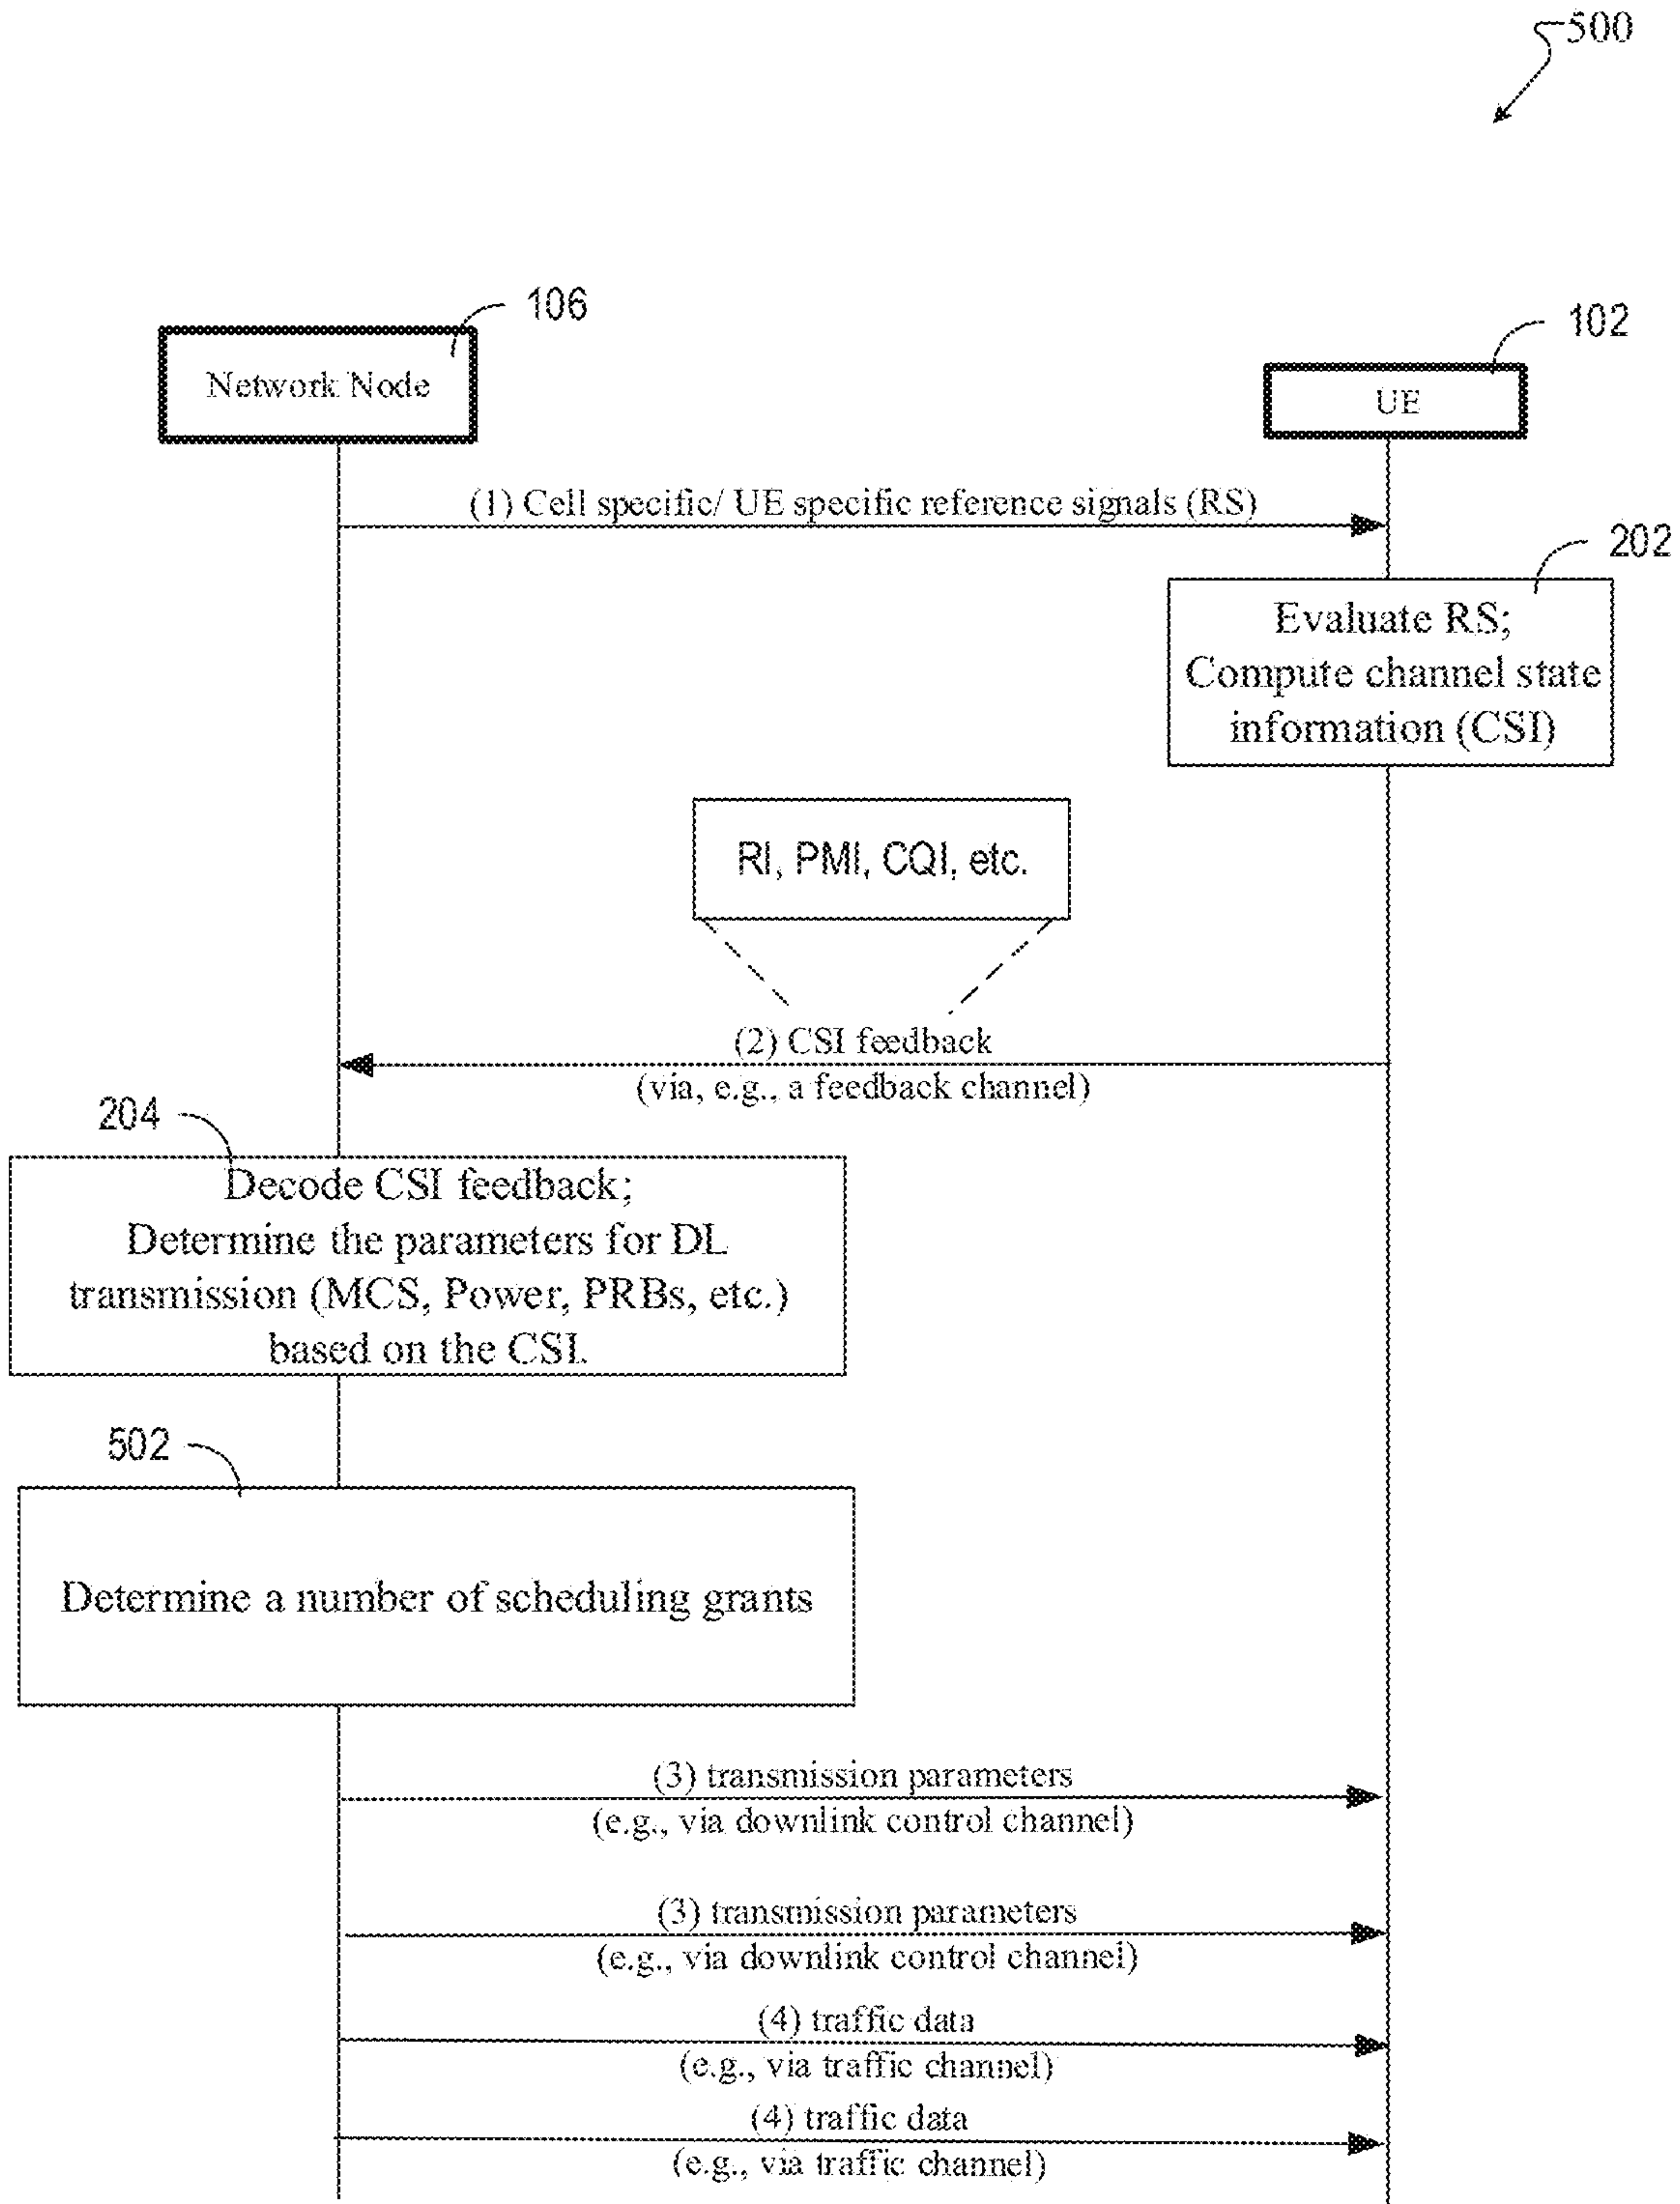 500
106
Network Node
102
UE
(1) Cell specific/ UE specific reference signals (RS)
202
Evaluate RS;
Compute channel state
information (CSI)
RI, PMI, CQI, etc.
(2) CSI feedback
(via, e.g., a feedback channel)
204
Decode CSI feedback;
Determine the parameters for DL
transmission (MCS, Power, PRBs, etc.)
based on the CSI.
502
Determine a number of scheduling grants
(3) transmission parameters
(e.g., via downlink control channel)
(3) transmission parameters
(e.g., via downlink control channel)
(4) traffic data
(e.g., via traffic channel)
(4) traffic data
(e.g., via traffic channel)